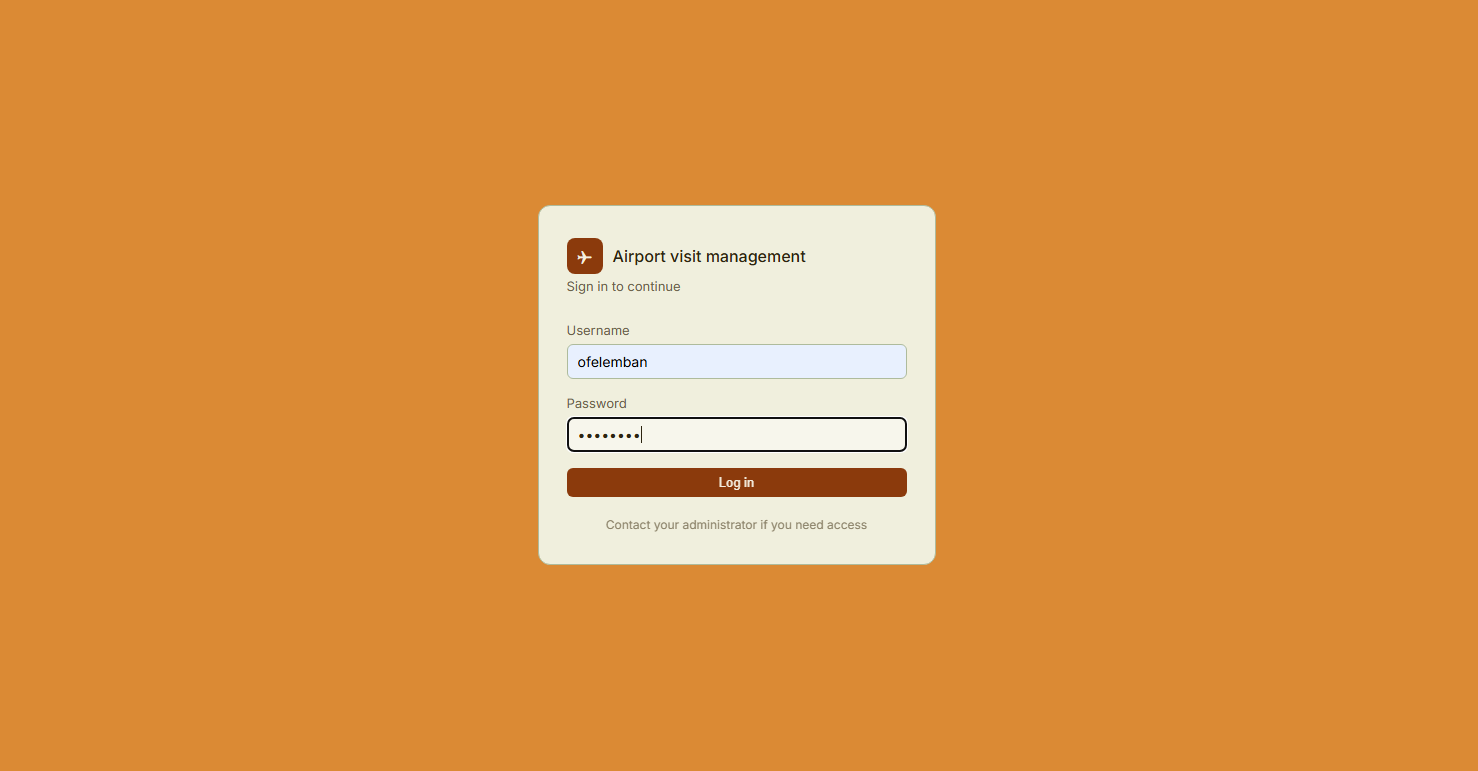 Airport visit management
Sign in to continue
Username
ofelemban
Password
••••••••
Log in
Contact your administrator if you need access